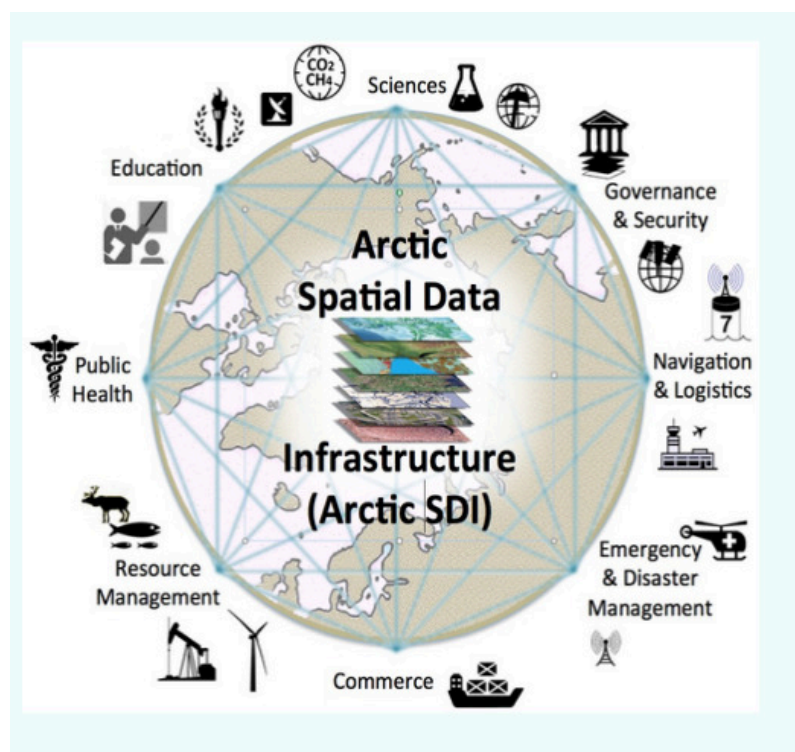 CO2
CH4
Sciences
Education
Governance
& Security
Arctic
Spatial Data
7
Public
Health
Navigation
& Logistics
Infrastructure
(Arctic SDI)
Resource
Management
Emergency
& Disaster
Management
Commerce